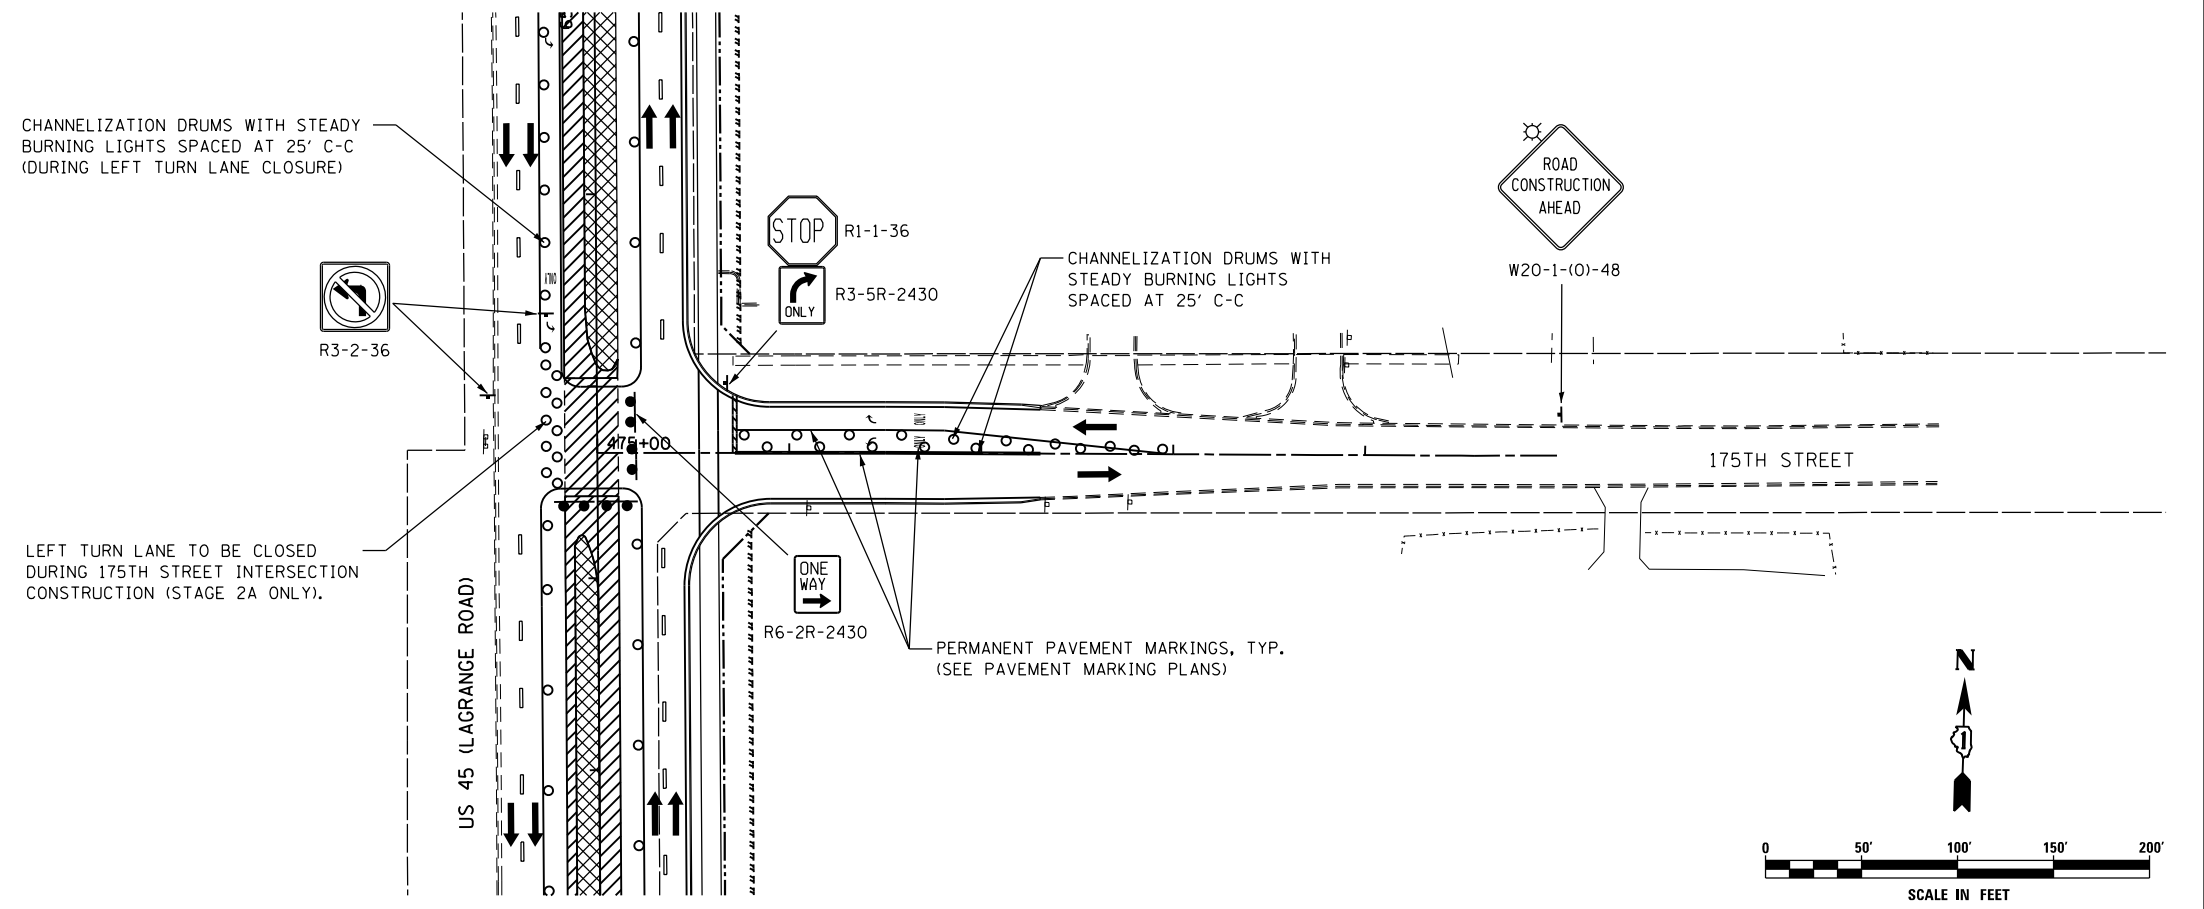 CHANNELIZATION DRUMS WITH STEADY
BURNING LIGHTS SPACED AT 25' C-C
(DURING LEFT TURN LANE CLOSURE)
R3-2-36
STOP
R1-1-36
ONLY
R3-5R-2430
CHANNELIZATION DRUMS WITH
STEADY BURNING LIGHTS
SPACED AT 25' C-C
ROAD
CONSTRUCTION
AHEAD
W20-1-(O)-48
ONLY
ONLY
ONLY
475+00
175TH STREET
LEFT TURN LANE TO BE CLOSED
DURING 175TH STREET INTERSECTION
CONSTRUCTION (STAGE 2A ONLY).
US 45 (LAGRANGE ROAD)
ONE
WAY
R6-2R-2430
PERMANENT PAVEMENT MARKINGS, TYP.
(SEE PAVEMENT MARKING PLANS)
N
1
0 50' 100' 150' 200'
SCALE IN FEET